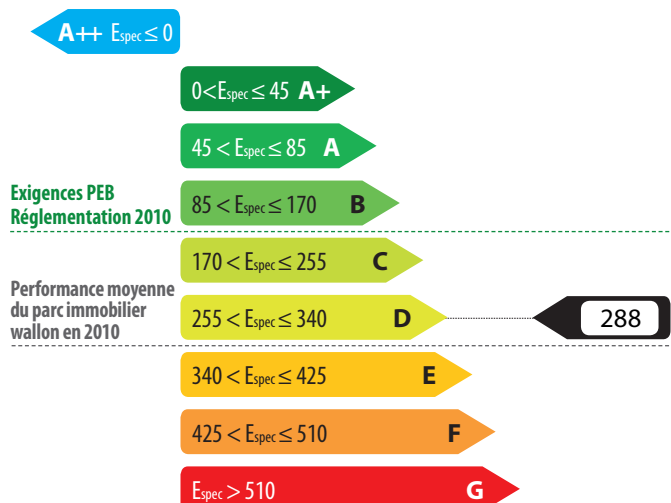 A++ Espec ≤ 0
0<Espec ≤ 45 A+
45 < Espec ≤ 85 A
Exigences PEB
Réglementation 2010
85 < Espec ≤ 170 B
170 < Espec ≤ 255 C
Performance moyenne
du parc immobilier
wallon en 2010
255 < Espec ≤ 340 D
288
340 < Espec ≤ 425 E
425 < Espec ≤ 510 F
Espec > 510 G